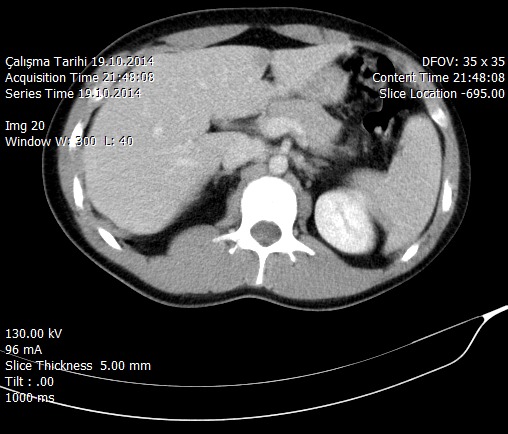 Çalışma Tarihi 19.10.2014
Acquisition Time 21:48:08
Series Time 19.10.2014
Img 20
Window W: 300 L: 40
DFOV: 35 x 35
Content Time 21:48:08
Slice Location -695.00
130.00 kV
96 mA
Slice Thickness 5.00 mm
Tilt : .00
1000 ms